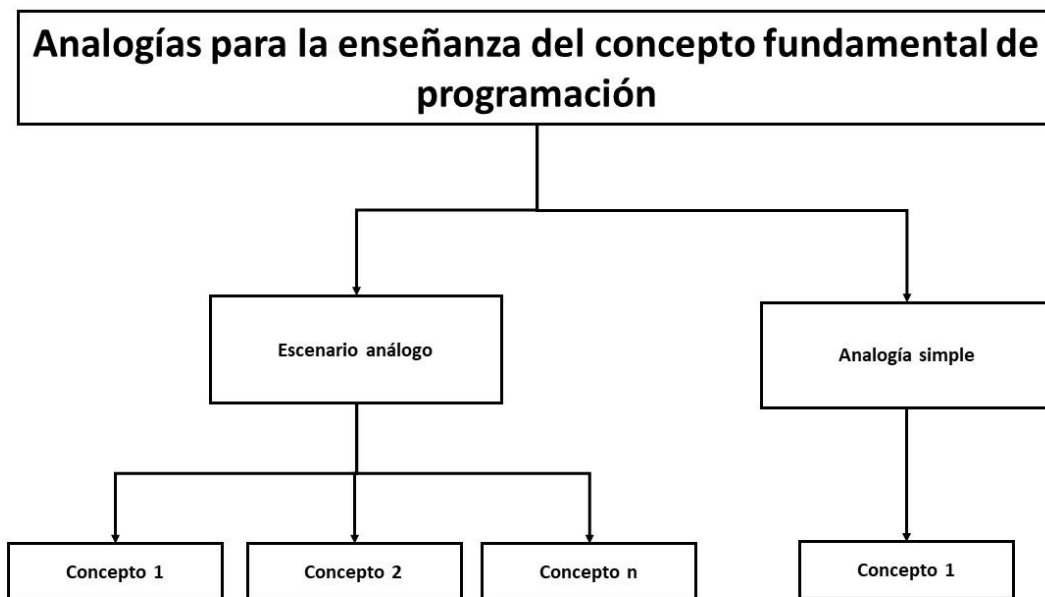 Analogías para la enseñanza del concepto fundamental de
programación
Escenario análogo
Analogía simple
Concepto 1
Concepto 2
Concepto n
Concepto 1